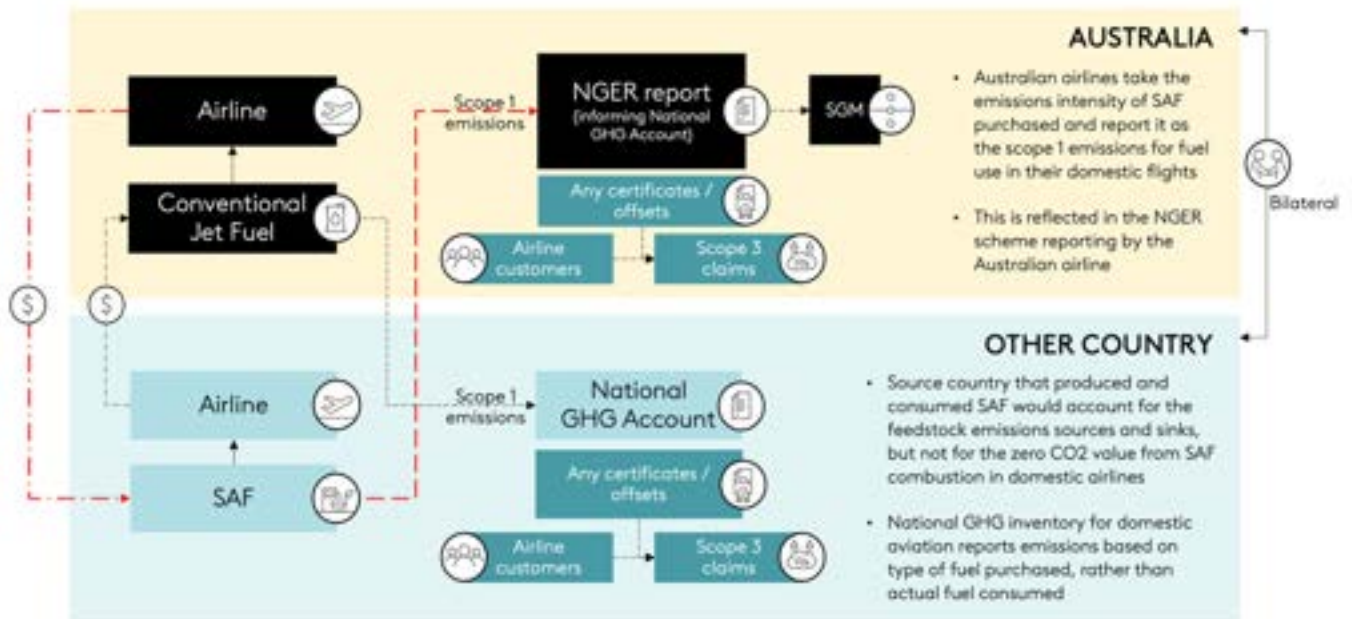 AUSTRALIA
Airline
Scope 1
emissions
NGER report
(informing National
GHG Account)
SGM
• Australian airlines take the
emissions intensity of SAF
purchased and report it as
the scope 1 emissions for fuel
use in their domestic flights
• This is reflected in the NGER
scheme reporting by the
Australian airline
Conventional
Jet Fuel
Any certificates /
offsets
Airline
customers
Scope 3
claims
Bilateral
$
$
OTHER COUNTRY
Airline
SAF
Scope 1
emissions
National
GHG Account
Any certificates /
offsets
Airline
customers
Scope 3
claims
• Source country that produced and
consumed SAF would account for the
feedstock emissions sources and sinks,
but not for the zero CO2 value from SAF
combustion in domestic airlines
• National GHG inventory for domestic
aviation reports emissions based on
type of fuel purchased, rather than
actual fuel consumed